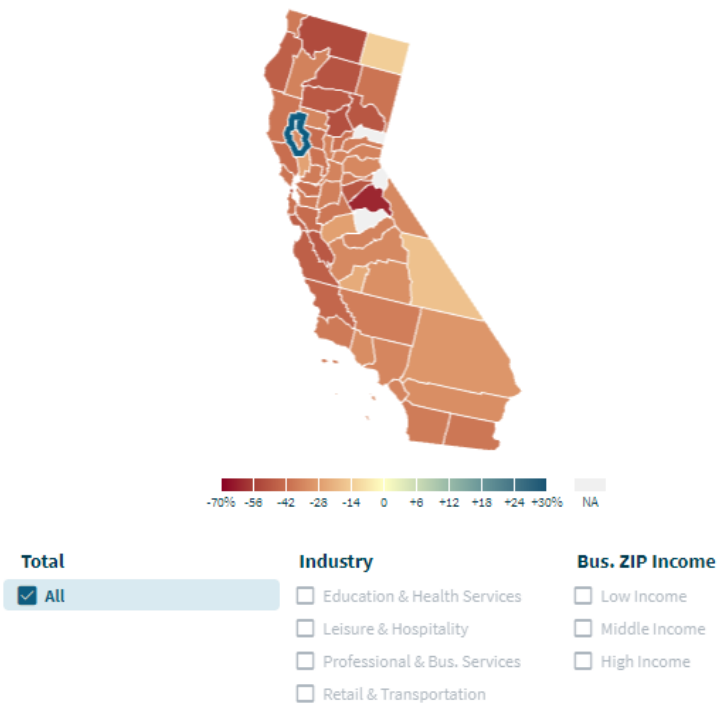 -70% -56 -42 -28 -14 0 +6 +12 +18 +24 +30% NA
Total Industry Bus. ZIP Income
All Education & Health Services Low Income
Leisure & Hospitality Middle Income
Professional & Bus. Services High Income
Retail & Transportation